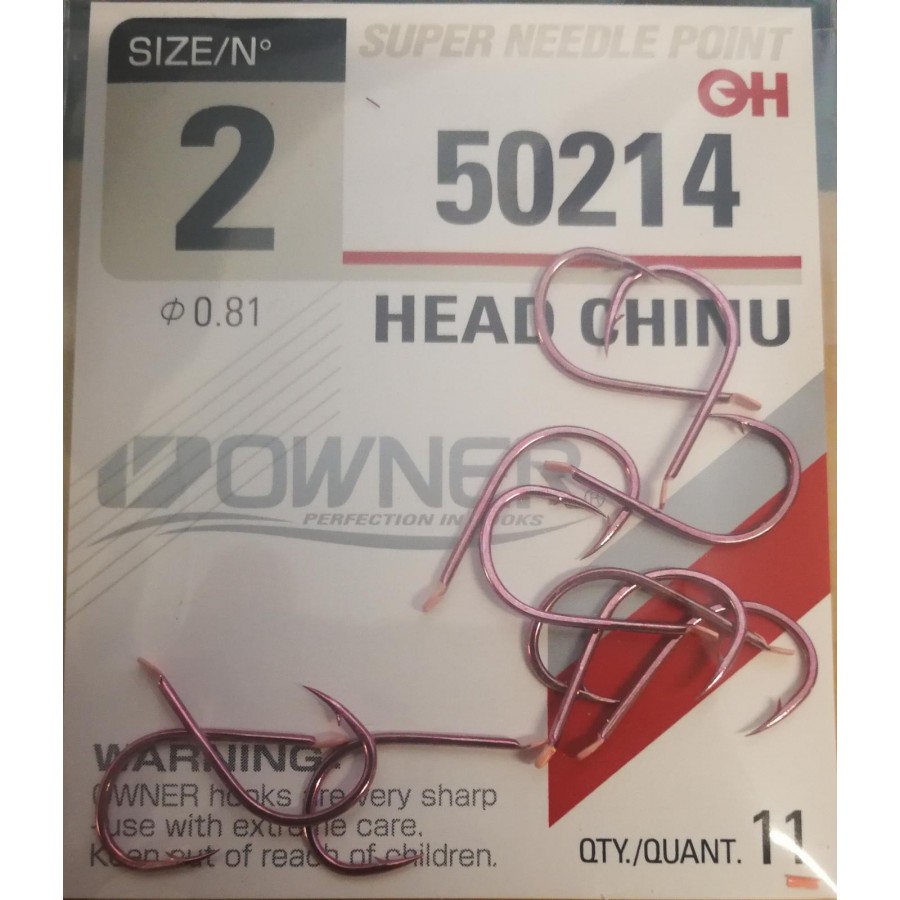 SIZE/N°
SUPER NEEDLE POINT
OH
2
50214
φ 0.81
HEAD CHINU
OWNER
PERFECTION IN HOOKS
WARNING:
OWNER hooks are very sharp
use with extreme care.
Keep out of reach of children.
QTY./QUANT. 11